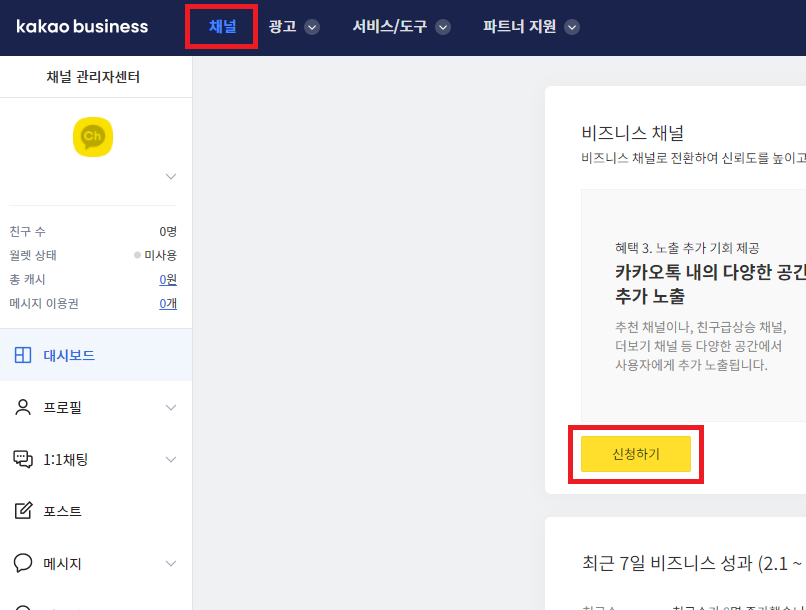 kakao business 채널 광고 서비스/도구 파트너 지원
채널 관리자센터
Ch
친구 수 0명
월렛 상태 미사용
총 캐시 0원
메시지 이용권 0개
대시보드
프로필
1:1채팅
포스트
메시지
비즈니스 채널
비즈니스 채널로 전환하여 신뢰도를 높이고
혜택 3. 노출 추가 기회 제공
카카오톡 내의 다양한 공간
추가 노출
추천 채널이나, 친구급상승 채널,
더보기 채널 등 다양한 공간에서
사용자에게 추가 노출됩니다.
신청하기
최근 7일 비즈니스 성과 (2.1 ~